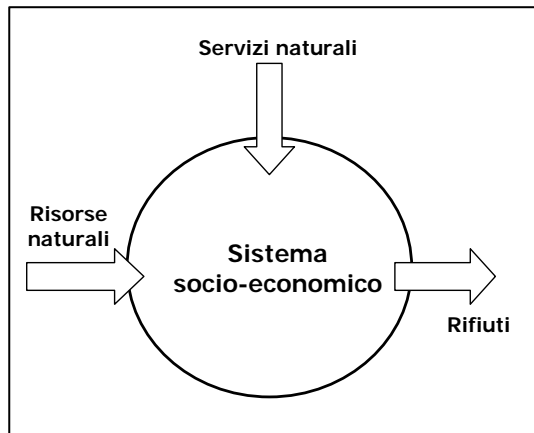 Servizi naturali
Risorse
naturali
Sistema
socio-economico
Rifiuti